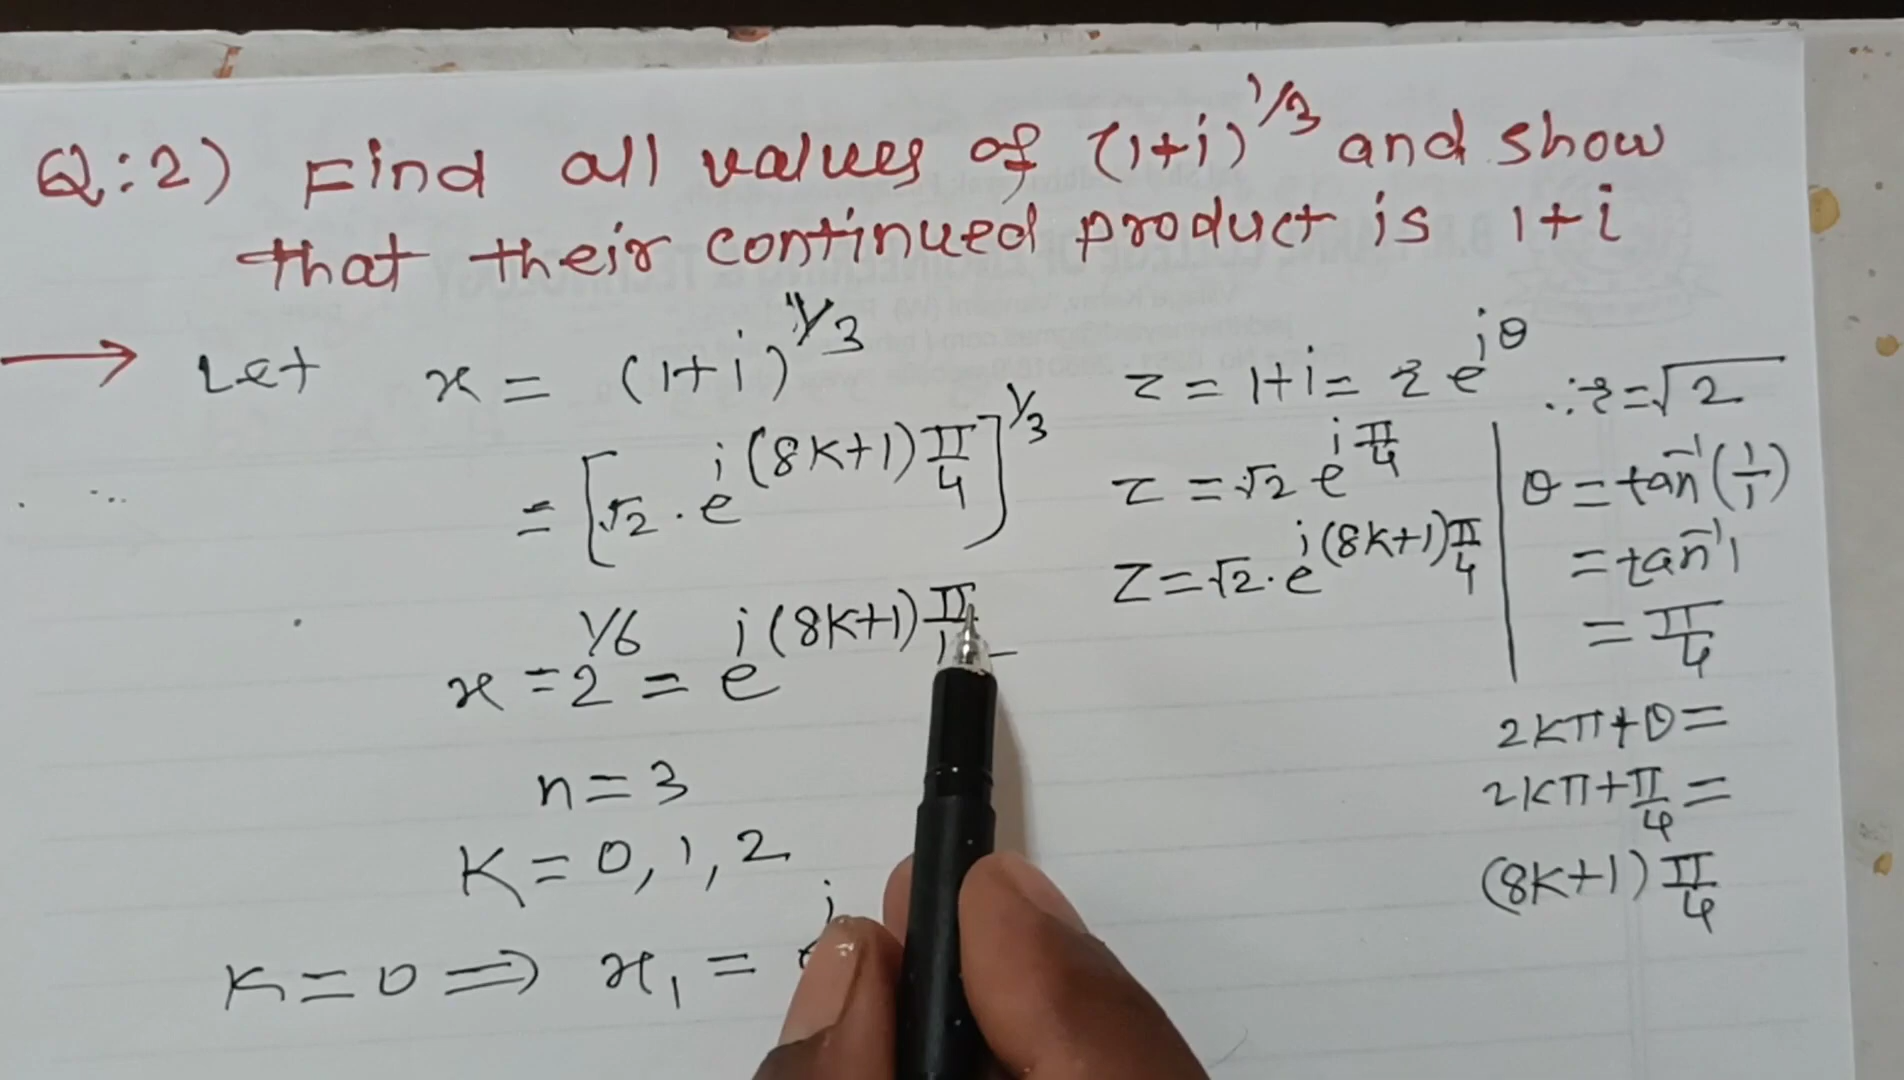 Q:2) Find all values of (1+i)^1/3 and show
that their continued product is 1+i
→ Let x = (1+i)^1/3
= [√2 . e^i(8K+1)π/4]^1/3
x = 2^1/6 = e^i(8K+1)π/
n = 3
K = 0, 1, 2
K = 0 ⇒ x₁ =
z = 1+i = r e^iθ
z = √2 e^iπ/4
z = √2 . e^i(8K+1)π/4
∴ r = √2
θ = tan⁻¹(1/1)
= tan⁻¹1
= π/4
2Kπ+θ =
2Kπ+π/4 =
(8K+1)π/4